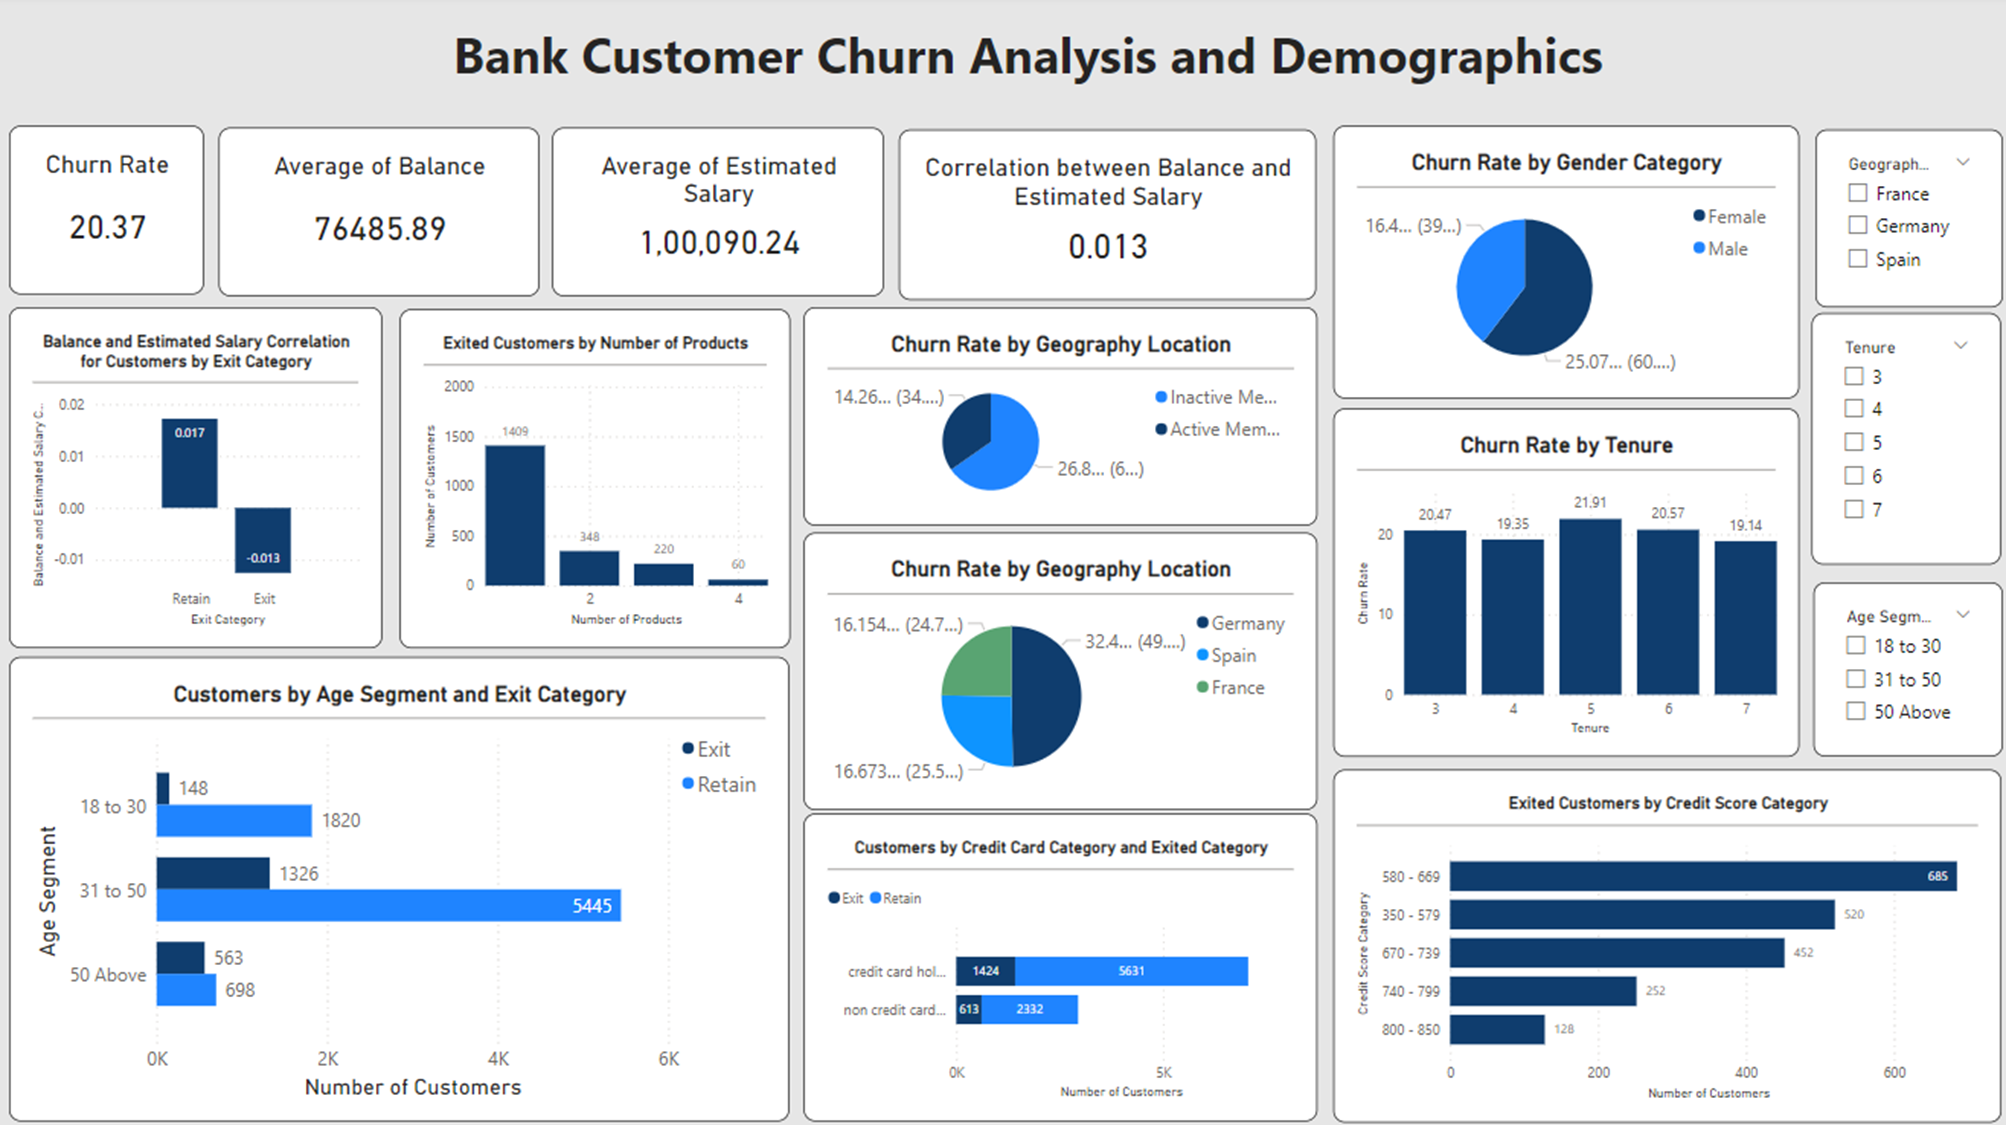 Bank Customer Churn Analysis and Demographics
Churn Rate
20.37
Average of Balance
76485.89
Average of Estimated
Salary
1,00,090.24
Correlation between Balance and
Estimated Salary
0.013
Churn Rate by Gender Category
16.4... (39...)
25.07... (60....)
Female
Male
Geograph...
France
Germany
Spain
Balance and Estimated Salary Correlation
for Customers by Exit Category
Balance and Estimated Salary C...
0.02
0.01
0.00
-0.01
0.017
-0.013
Retain
Exit
Exit Category
Exited Customers by Number of Products
Number of Customers
2000
1500
1000
500
0
1409
348
220
60
2
4
Number of Products
Churn Rate by Geography Location
14.26... (34....)
26.8... (6...)
Inactive Me...
Active Mem...
Churn Rate by Geography Location
16.154... (24.7...)
32.4... (49....)
16.673... (25.5...)
Germany
Spain
France
Churn Rate by Tenure
Churn Rate
20
10
0
20.47
19.35
21.91
20.57
19.14
3
4
5
6
7
Tenure
Tenure
3
4
5
6
7
Age Segm...
18 to 30
31 to 50
50 Above
Customers by Age Segment and Exit Category
Exit
Retain
Age Segment
18 to 30
148
1820
31 to 50
1326
5445
50 Above
563
698
0K
2K
4K
6K
Number of Customers
Customers by Credit Card Category and Exited Category
Exit
Retain
credit card hol...
1424
5631
non credit card...
613
2332
0K
5K
Number of Customers
Exited Customers by Credit Score Category
Credit Score Category
580 - 669
685
350 - 579
520
670 - 739
452
740 - 799
252
800 - 850
128
0
200
400
600
Number of Customers